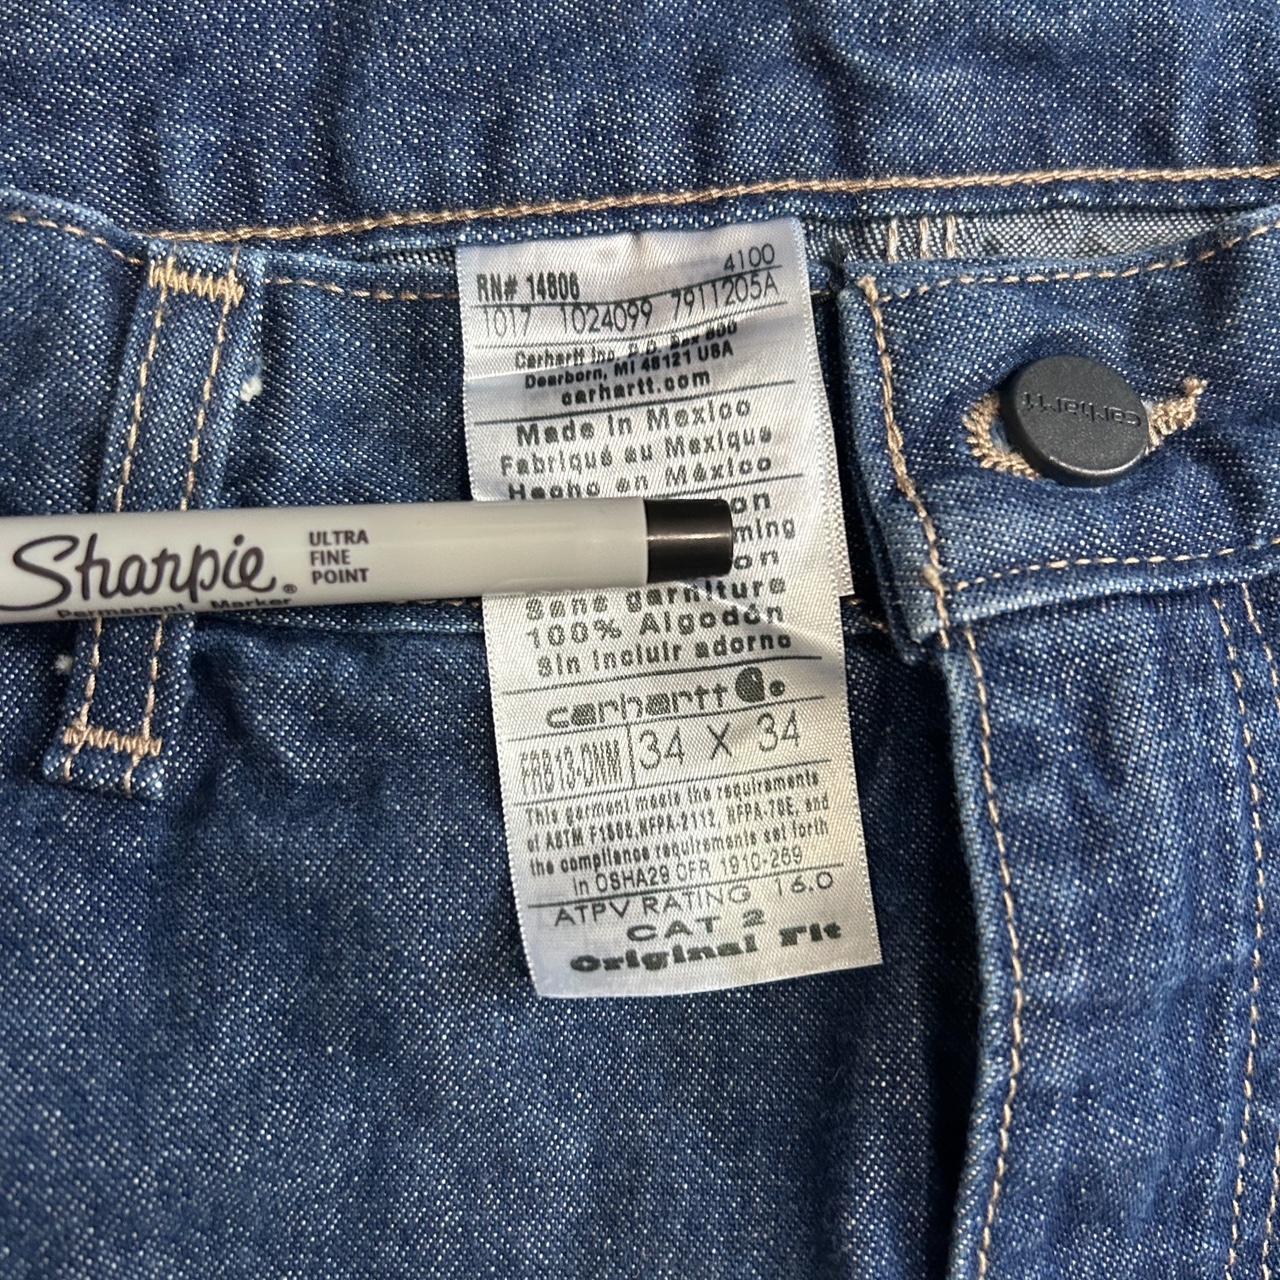 4100
RN# 14806
1017 1024099 7911205A
Carhartt Inc. P.O. Box 600
Dearborn, MI 48121 USA
carhartt.com
Made in Mexico
Fabriqué au Mexique
Hecho en México
on
ming
on
Sans garniture
100% Algodón
Sin incluir adorno
carhartt
FRB13-DNM 34 X 34
This garment meets the requirements
of ASTM F1506, NFPA-2112, NFPA-70E, and
the compliance requirements set forth
in OSHA29 CFR 1910-269
ATPV RATING 16.0
CAT 2
Original Fit
Sharpie®
ULTRA
FINE
POINT
Permanent Marker
carhartt